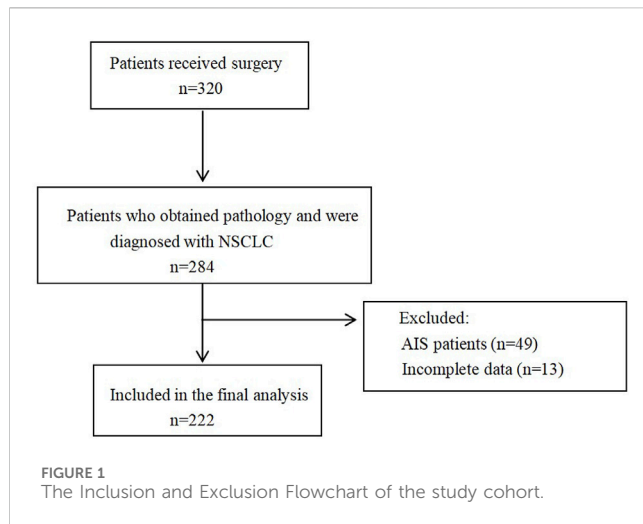 Patients received surgery
n=320
Patients who obtained pathology and were
diagnosed with NSCLC
n=284
Excluded:
AIS patients (n=49)
Incomplete data (n=13)
Included in the final analysis
n=222
FIGURE 1
The Inclusion and Exclusion Flowchart of the study cohort.